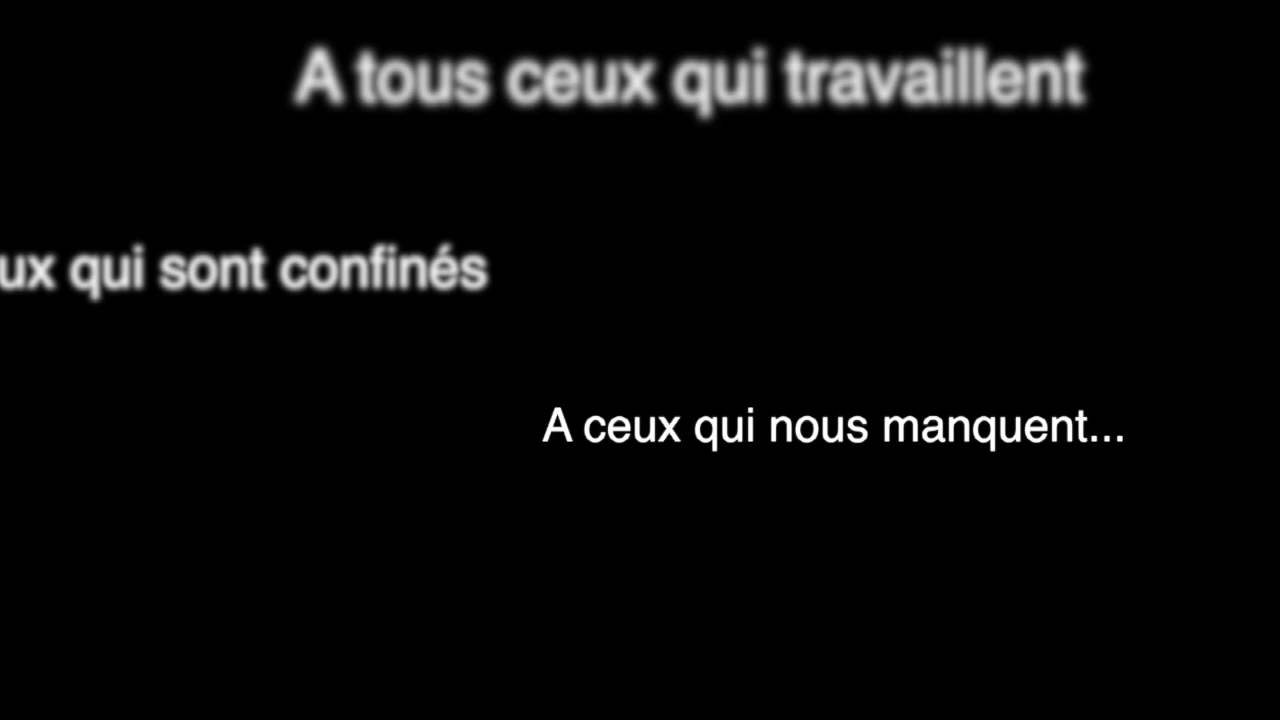 A tous ceux qui travaillent
ux qui sont confinés
A ceux qui nous manquent...